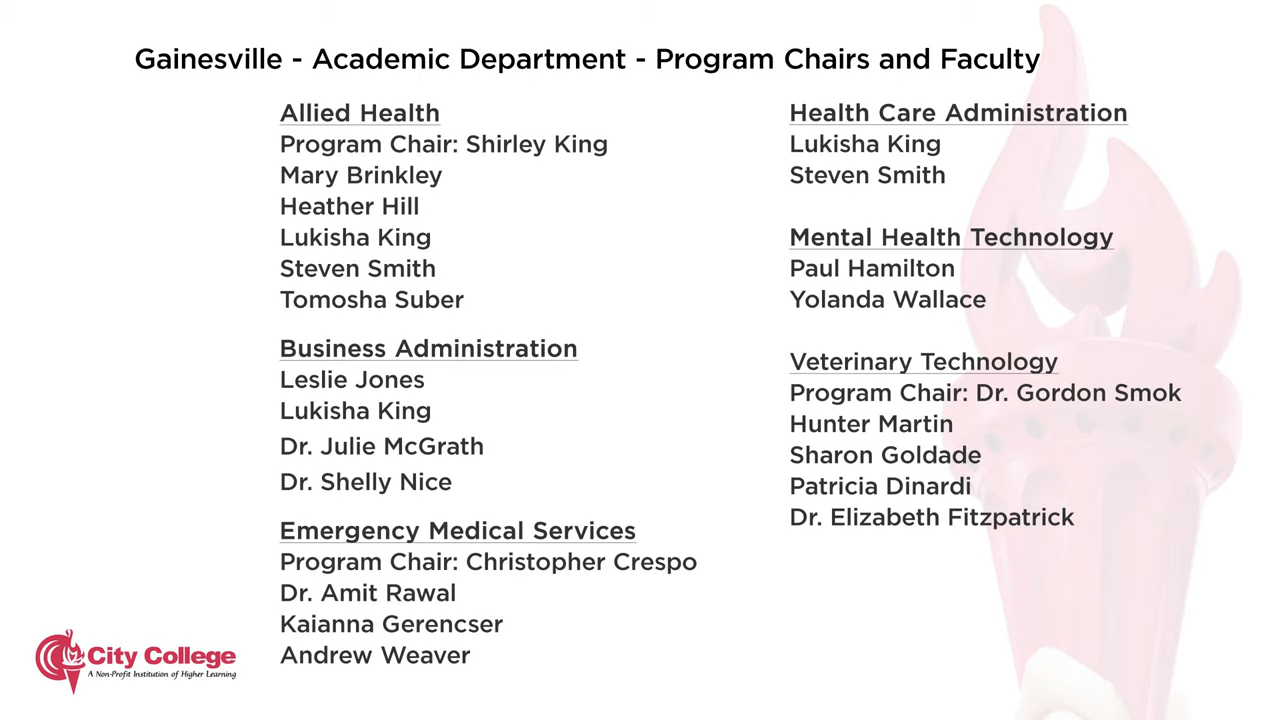 Gainesville - Academic Department - Program Chairs and Faculty
Allied Health
Program Chair: Shirley King
Mary Brinkley
Heather Hill
Lukisha King
Steven Smith
Tomosha Suber
Business Administration
Leslie Jones
Lukisha King
Dr. Julie McGrath
Dr. Shelly Nice
Emergency Medical Services
Program Chair: Christopher Crespo
Dr. Amit Rawal
Kaianna Gerencser
Andrew Weaver
Health Care Administration
Lukisha King
Steven Smith
Mental Health Technology
Paul Hamilton
Yolanda Wallace
Veterinary Technology
Program Chair: Dr. Gordon Smok
Hunter Martin
Sharon Goldade
Patricia Dinardi
Dr. Elizabeth Fitzpatrick
City College
A Non-Profit Institution of Higher Learning